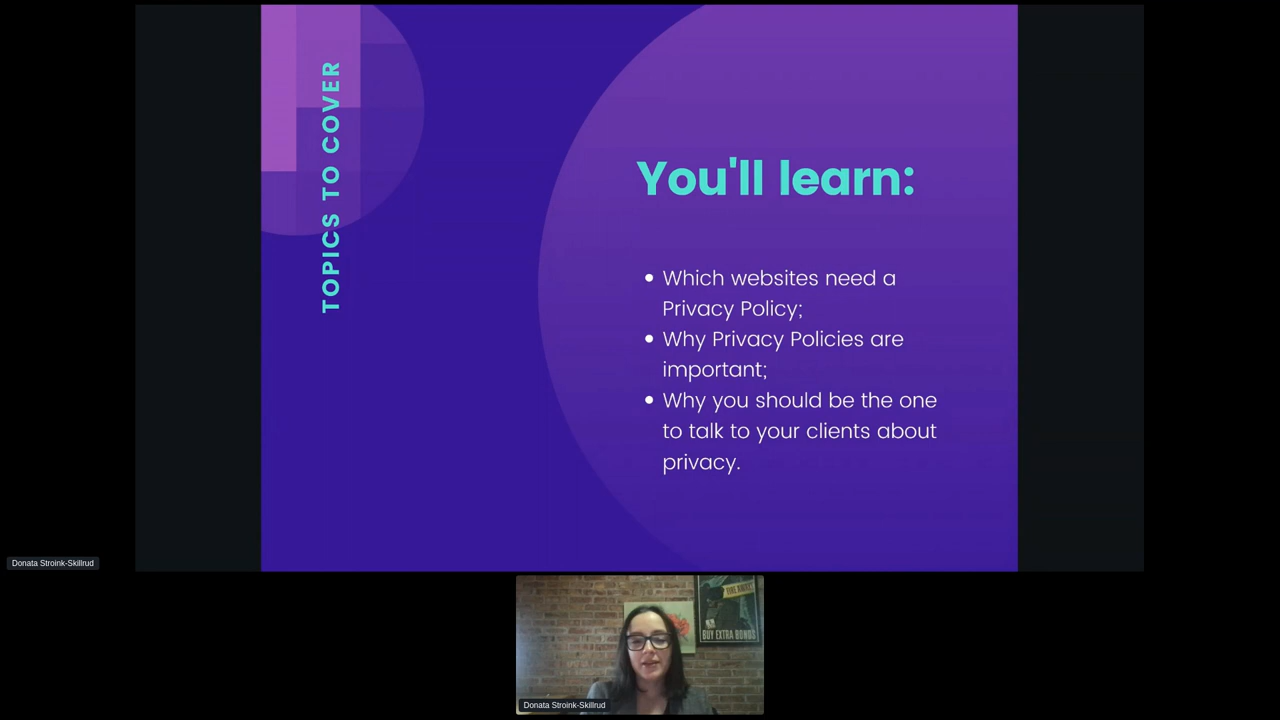 TOPICS TO COVER
You'll learn:
• Which websites need a
Privacy Policy;
• Why Privacy Policies are
important;
• Why you should be the one
to talk to your clients about
privacy.
Donata Stroink-Skillrud
BUY EXTRA BONDS
Donata Stroink-Skillrud